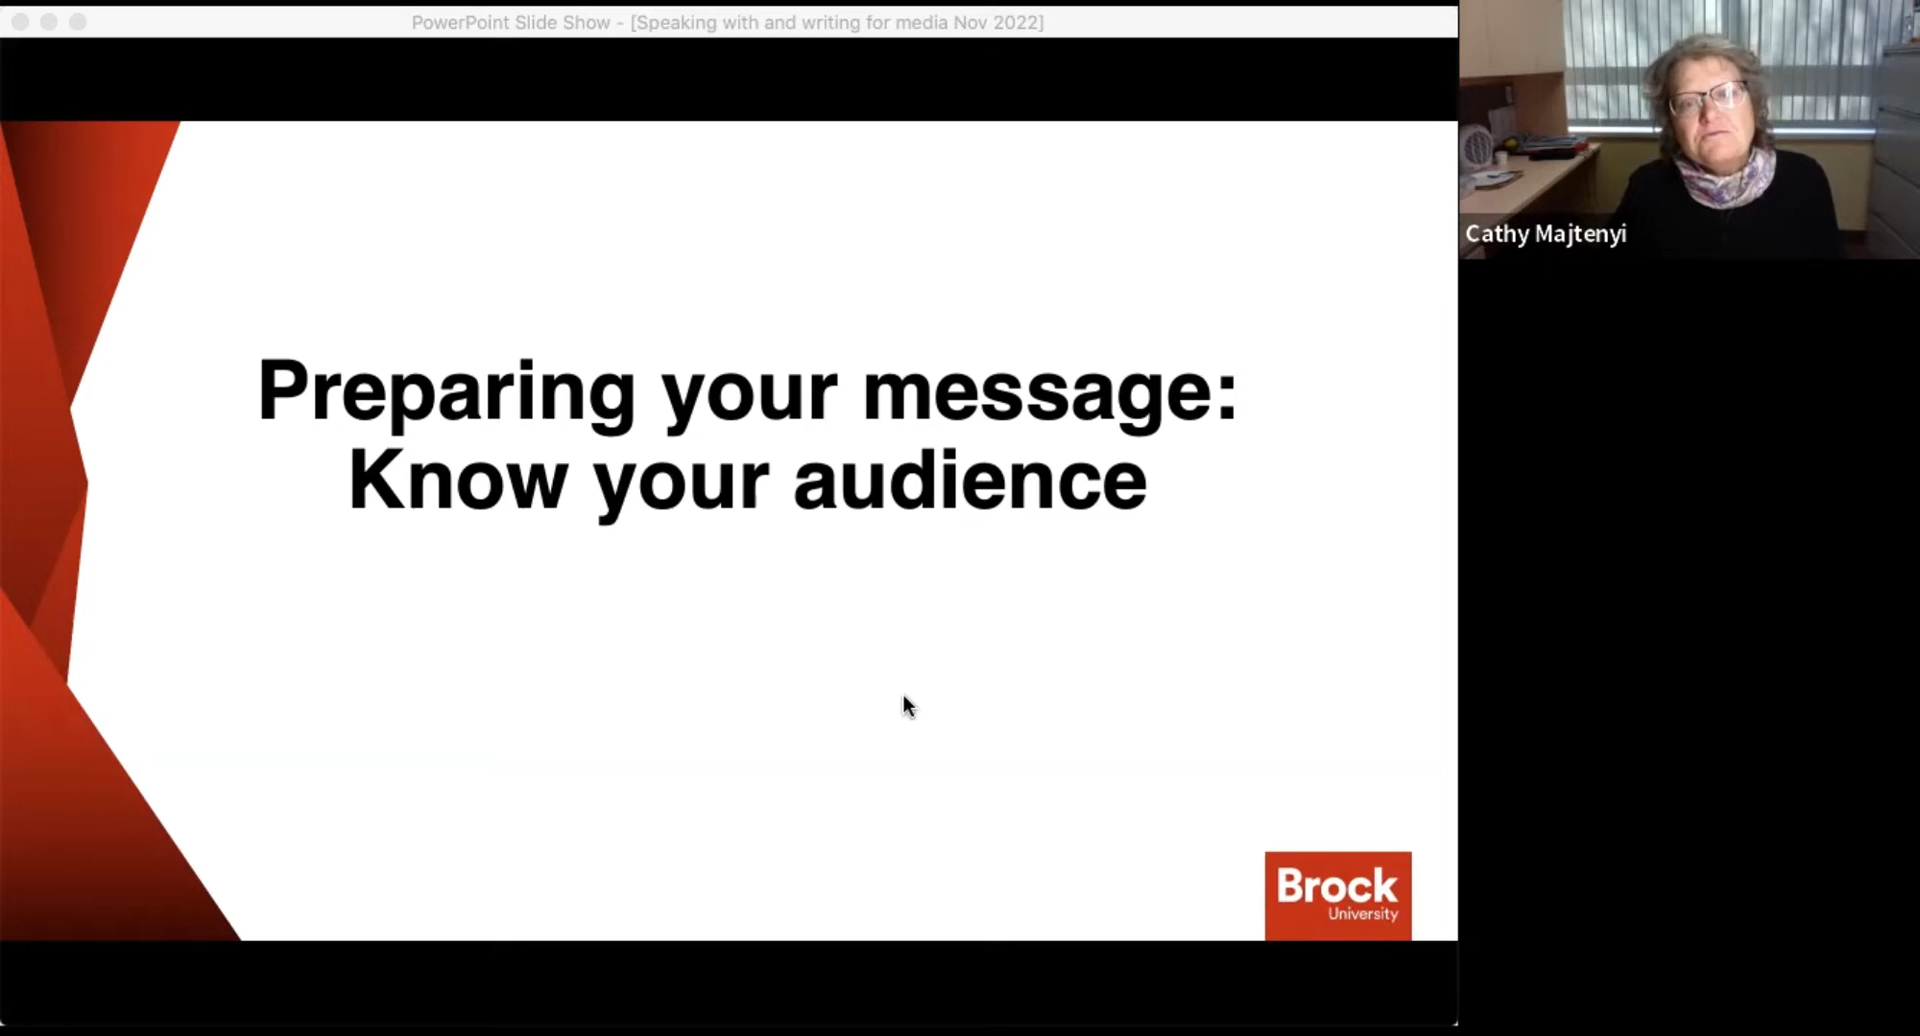 PowerPoint Slide Show - [Speaking with and writing for media Nov 2022]
Preparing your message:
Know your audience
Brock
University
Cathy Majtenyi